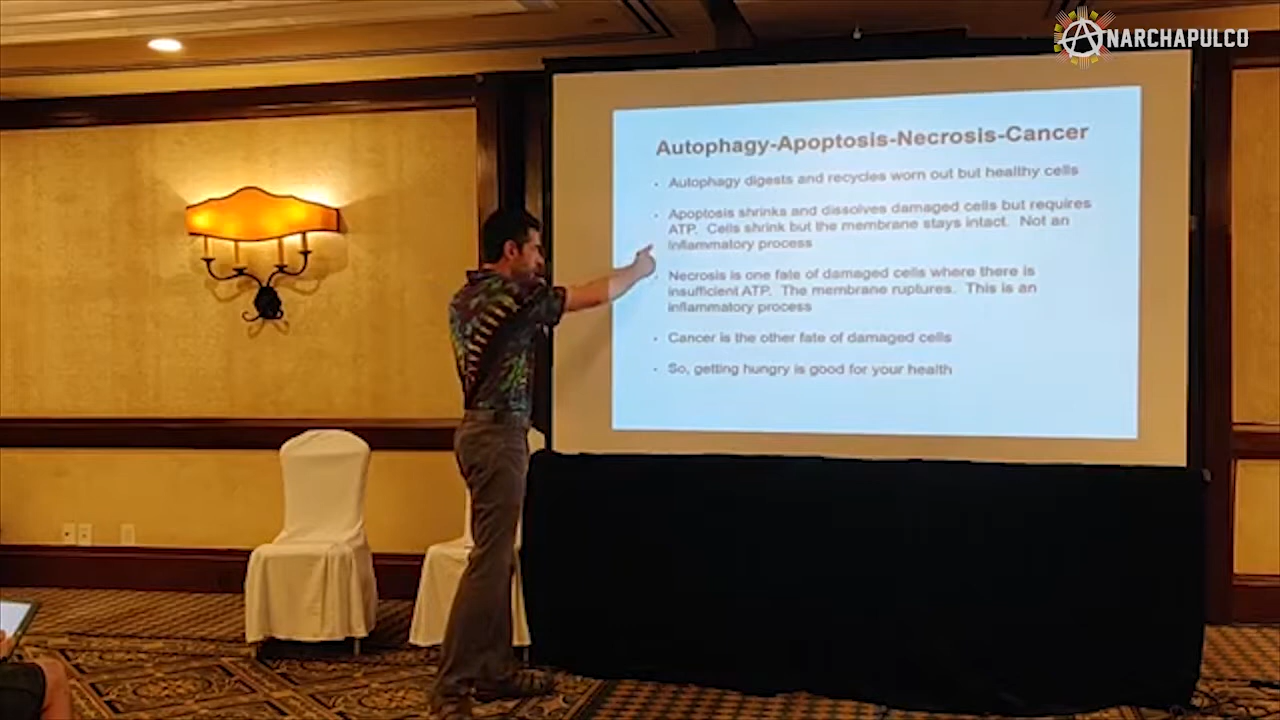 ANARCHAPULCO
Autophagy-Apoptosis-Necrosis-Cancer
· Autophagy digests and recycles worn out but healthy cells
· Apoptosis shrinks and dissolves damaged cells but requires
ATP. Cells shrink but the membrane stays intact. Not an
inflammatory process
· Necrosis is one fate of damaged cells where there is
insufficient ATP. The membrane ruptures. This is an
inflammatory process
· Cancer is the other fate of damaged cells
· So, getting hungry is good for your health